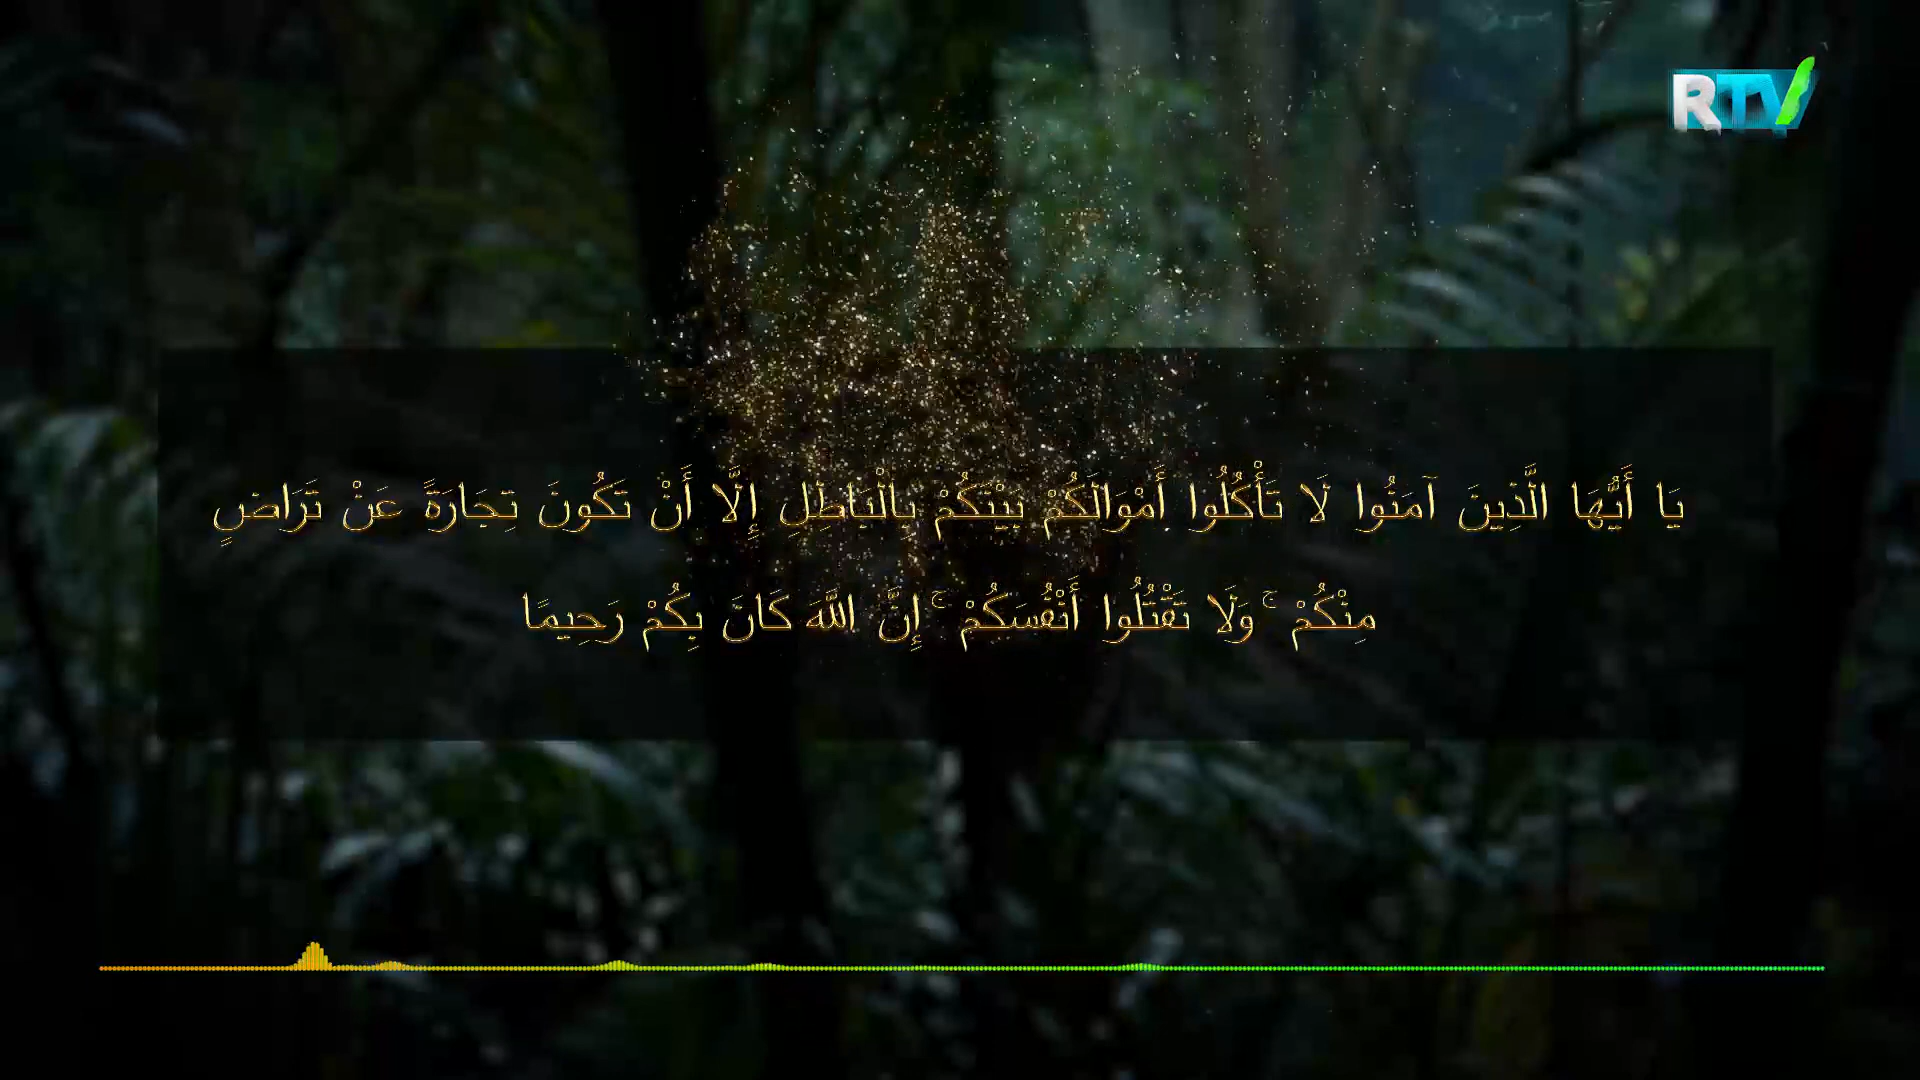 RTV
يَا أَيُّهَا الَّذِينَ آمَنُوا لَا تَأْكُلُوا أَمْوَالَكُمْ بَيْنَكُمْ بِالْبَاطِلِ إِلَّا أَنْ تَكُونَ تِجَارَةً عَنْ تَرَاضٍ
مِنْكُمْ ۚ وَلَا تَقْتُلُوا أَنْفُسَكُمْ ۚ إِنَّ اللَّهَ كَانَ بِكُمْ رَحِيمًا